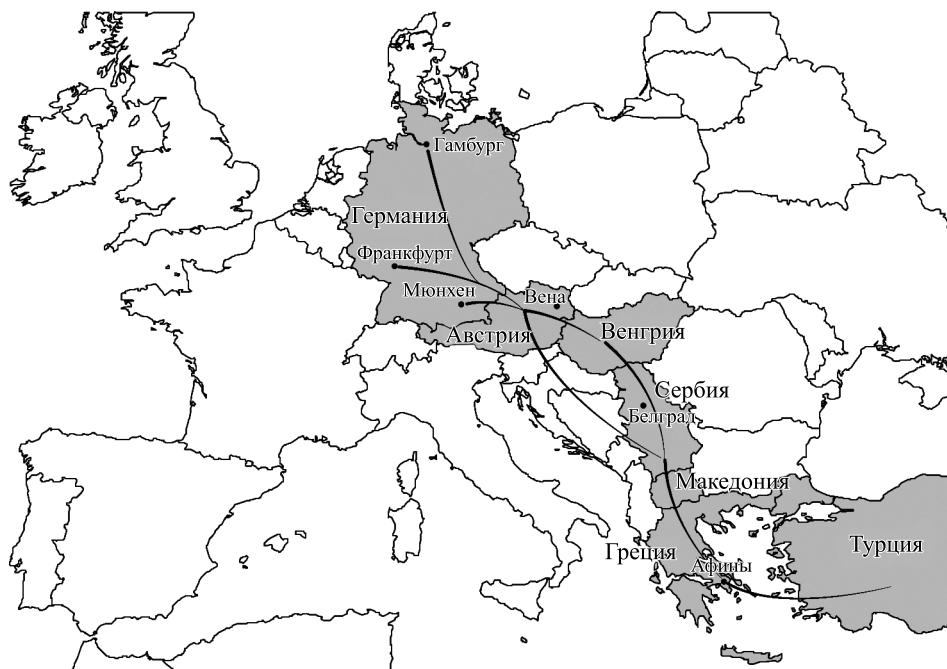 Гамбург
Германия
Франкфурт
Мюнхен
Вена
Австрия
Венгрия
Сербия
Белград
Македония
Греция
Турция
Афины